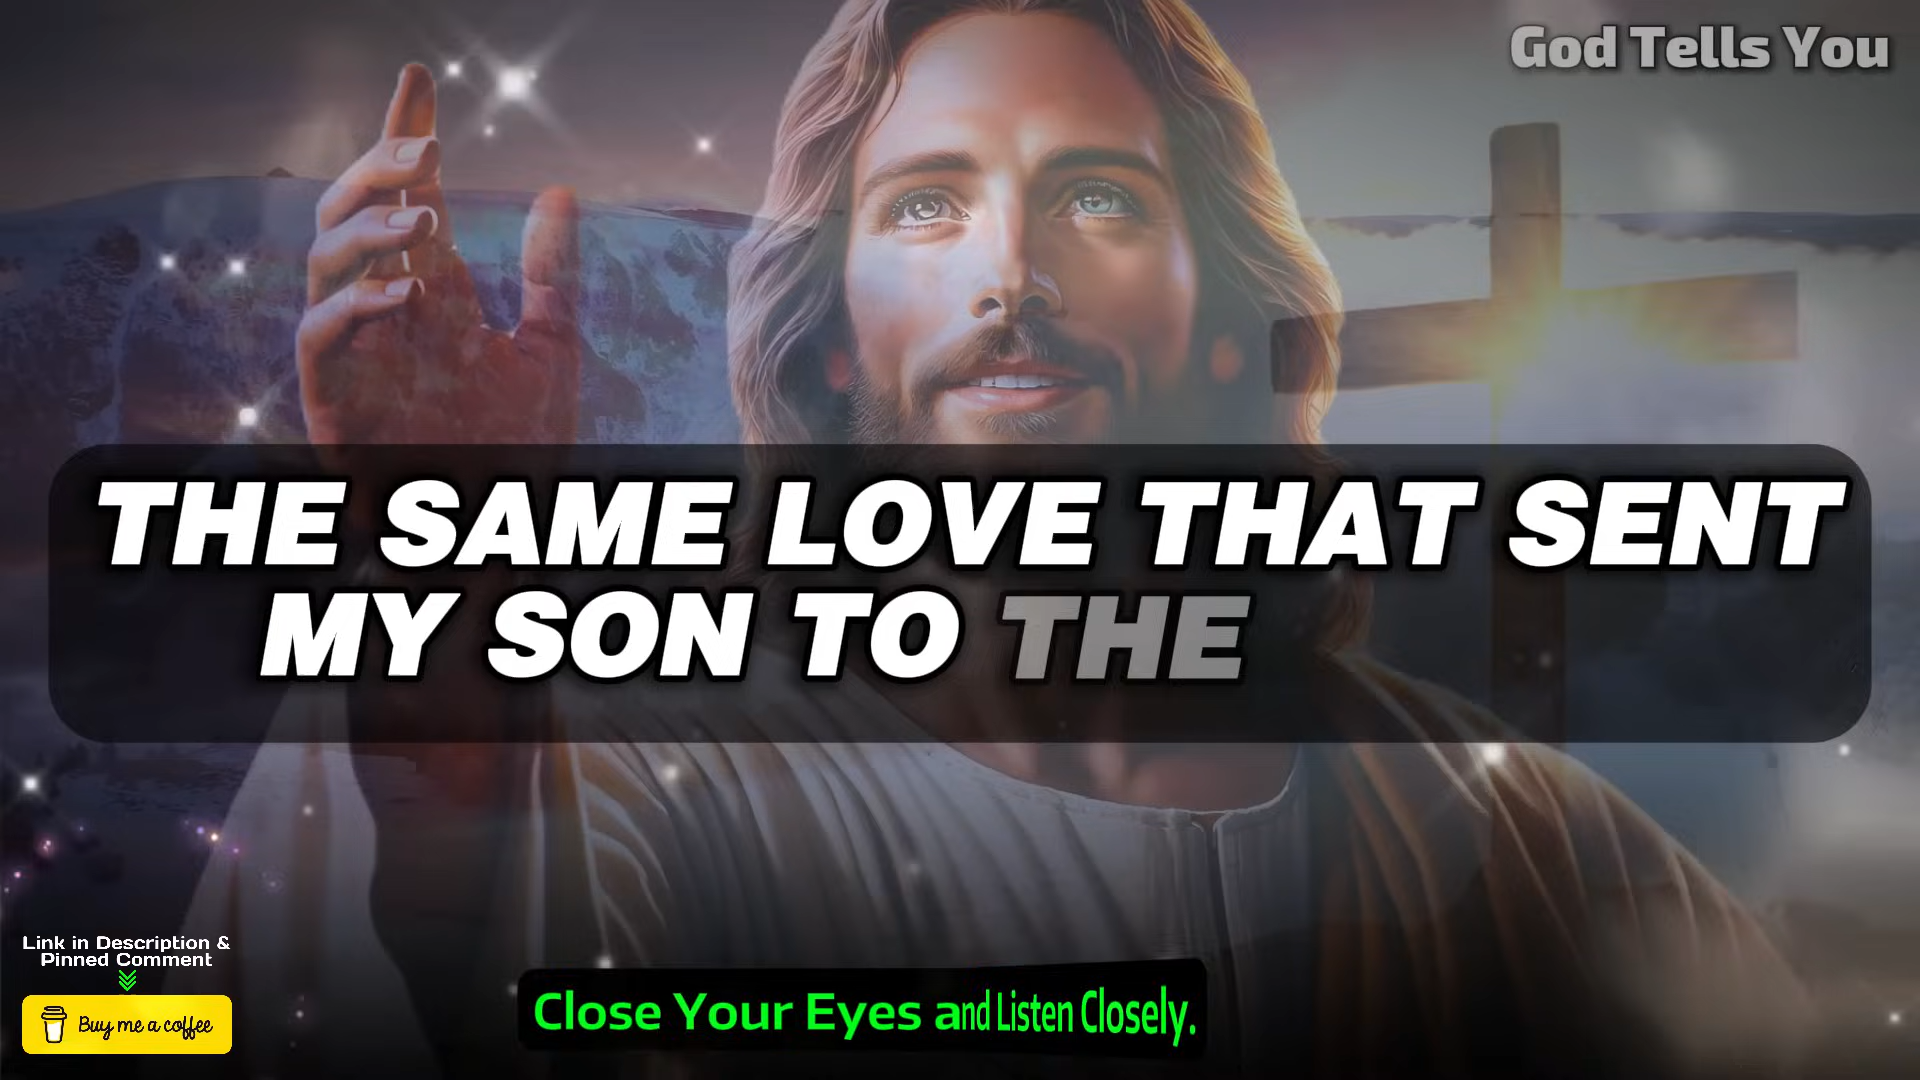 God Tells You
THE SAME LOVE THAT SENT
MY SON TO THE
Link in Description &
Pinned Comment
Buy me a coffee
Close Your Eyes and Listen Closely.